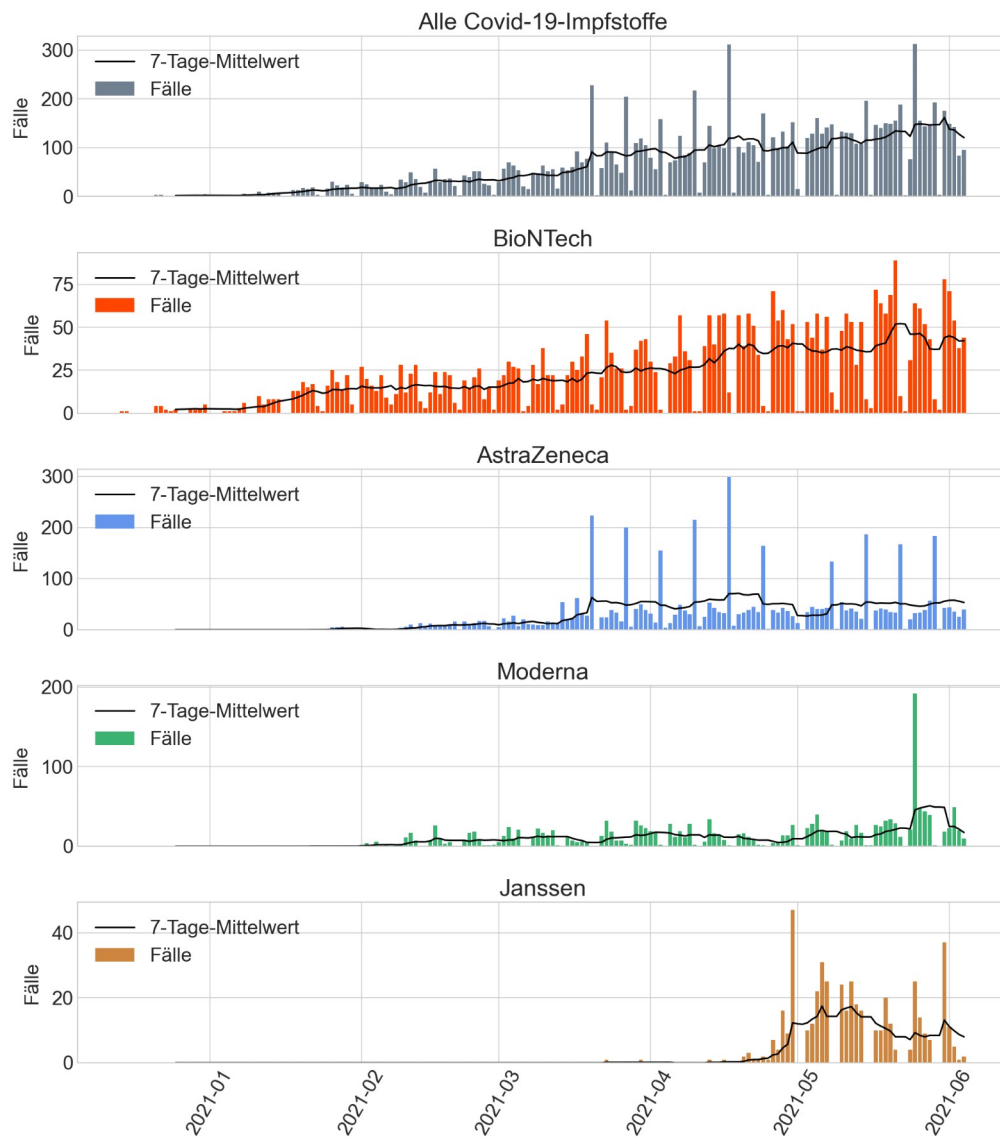 Alle Covid-19-Impfstoffe
300
200
100
0
Fälle
7-Tage-Mittelwert
Fälle
BioNTech
75
50
25
0
Fälle
7-Tage-Mittelwert
Fälle
AstraZeneca
300
200
100
0
Fälle
7-Tage-Mittelwert
Fälle
Moderna
200
100
0
Fälle
7-Tage-Mittelwert
Fälle
Janssen
40
20
0
Fälle
7-Tage-Mittelwert
Fälle
2021-01
2021-02
2021-03
2021-04
2021-05
2021-06